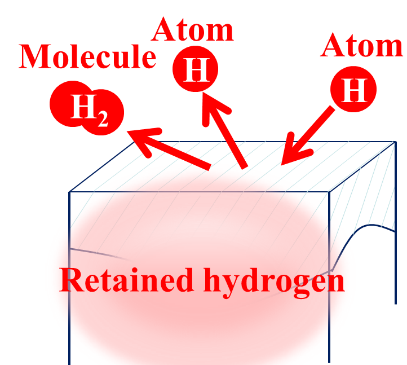 Atom
Molecule
H
H2
Atom
H
Retained hydrogen